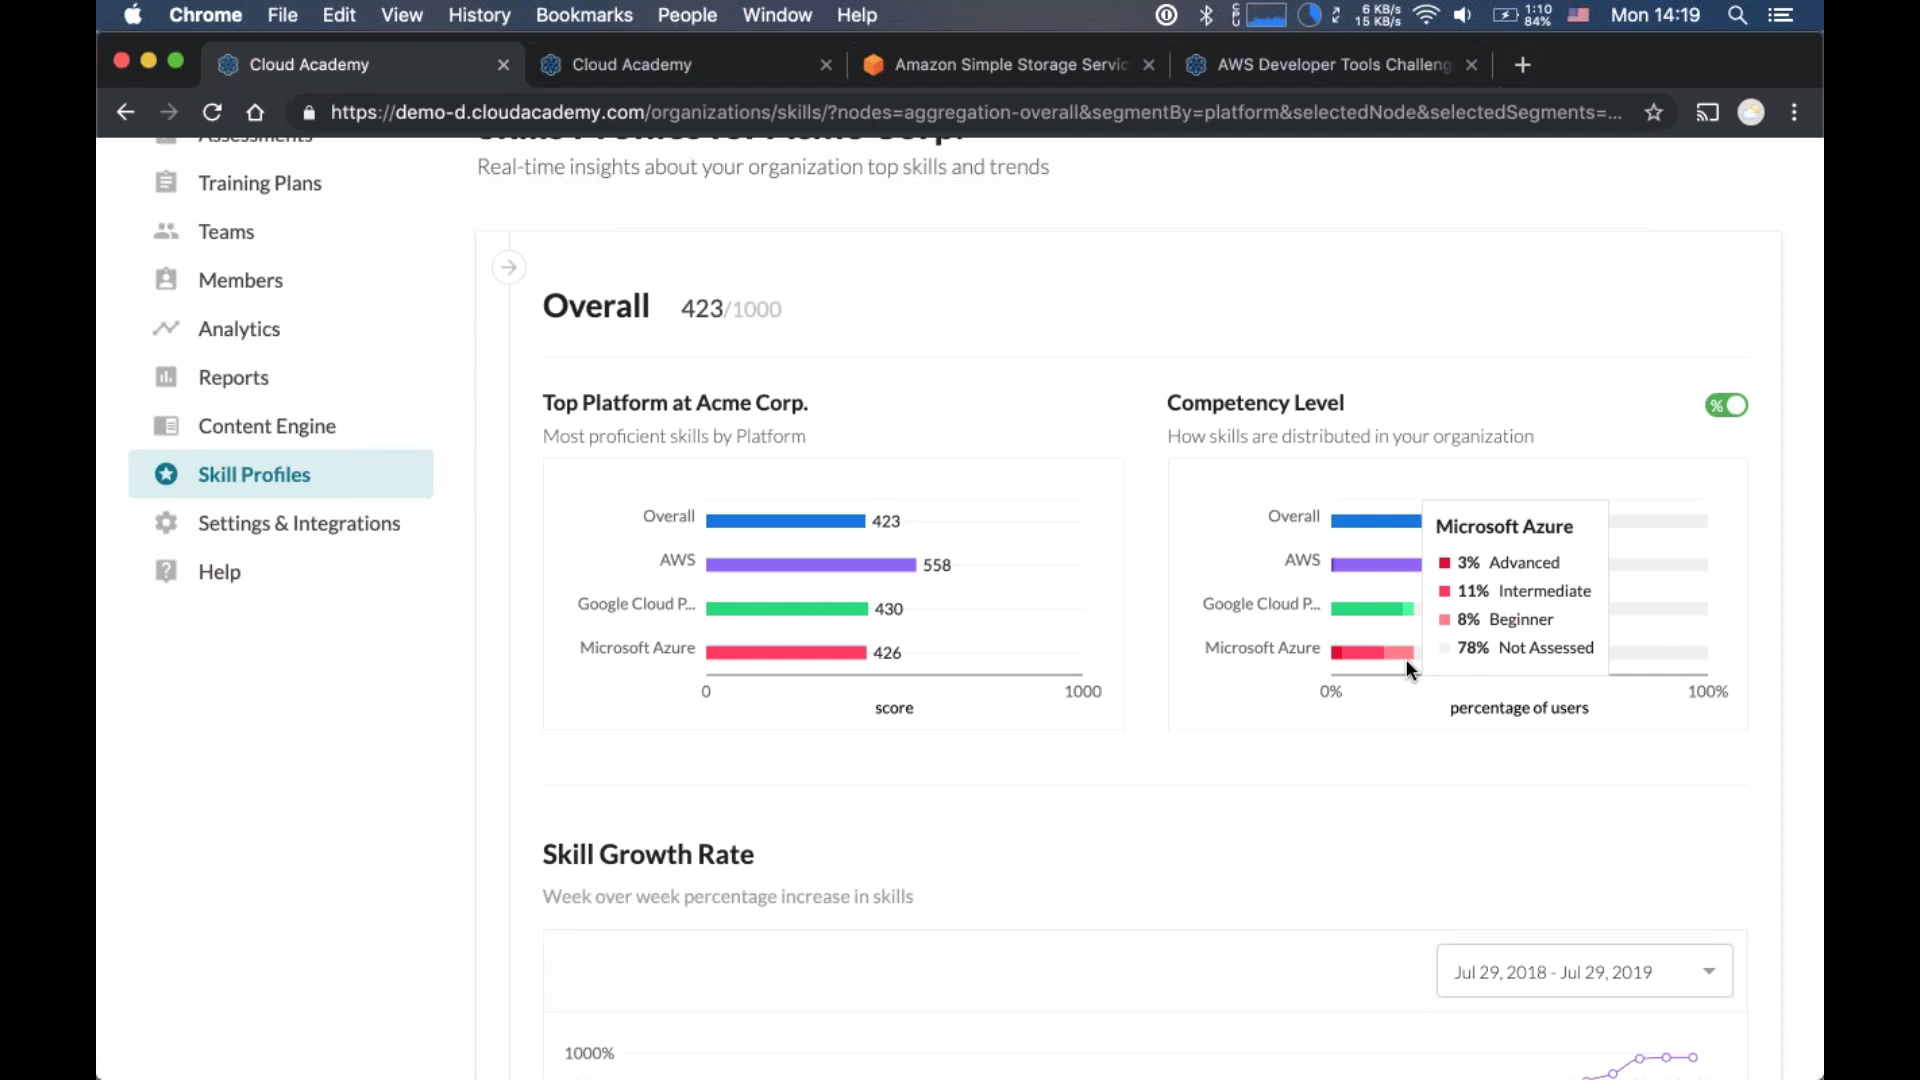 Chrome File Edit View History Bookmarks People Window Help
6 KB/s
15 KB/s
1:10
84%
Mon 14:19
Cloud Academy
Cloud Academy
Amazon Simple Storage Servic
AWS Developer Tools Challeng
https://demo-d.cloudacademy.com/organizations/skills/?nodes=aggregation-overall&segmentBy=platform&selectedNode&selectedSegments=...
Real-time insights about your organization top skills and trends
Training Plans
Teams
Members
Analytics
Reports
Content Engine
Skill Profiles
Settings & Integrations
Help
Overall 423/1000
Top Platform at Acme Corp.
Most proficient skills by Platform
Overall 423
AWS 558
Google Cloud P... 430
Microsoft Azure 426
0 1000
score
Competency Level
%
How skills are distributed in your organization
Overall
AWS
Google Cloud P...
Microsoft Azure
0% 100%
percentage of users
Microsoft Azure
3% Advanced
11% Intermediate
8% Beginner
78% Not Assessed
Skill Growth Rate
Week over week percentage increase in skills
Jul 29, 2018 - Jul 29, 2019
1000%